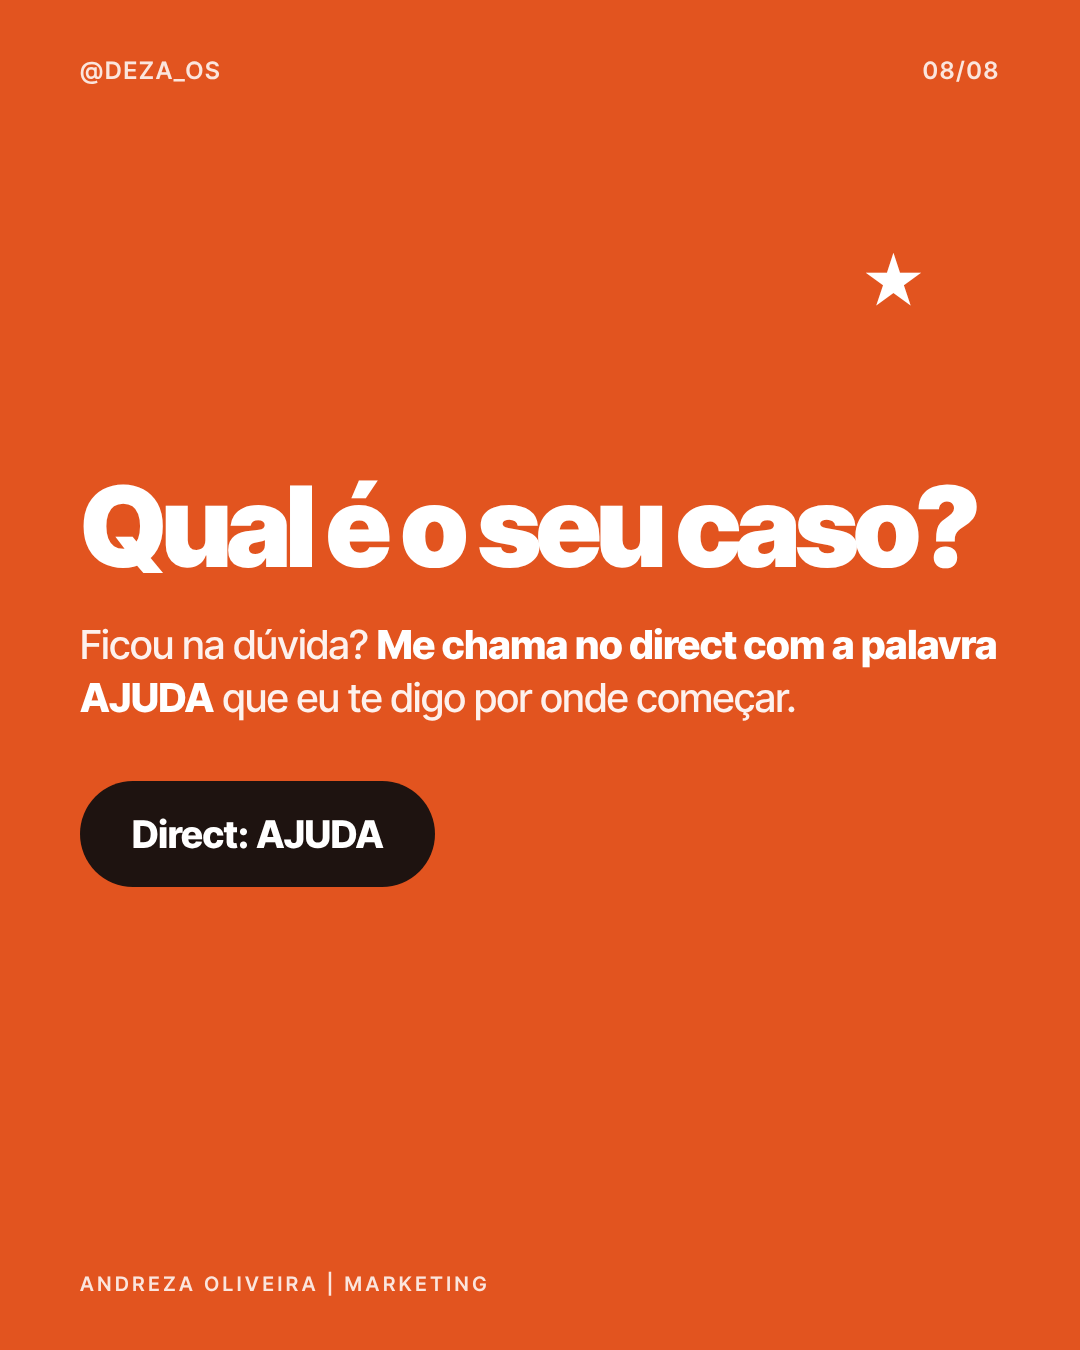 @DEZA_OS
08/08
Qual é o seu caso?
Ficou na dúvida? Me chama no direct com a palavra
AJUDA que eu te digo por onde começar.
Direct: AJUDA
ANDREZA OLIVEIRA | MARKETING